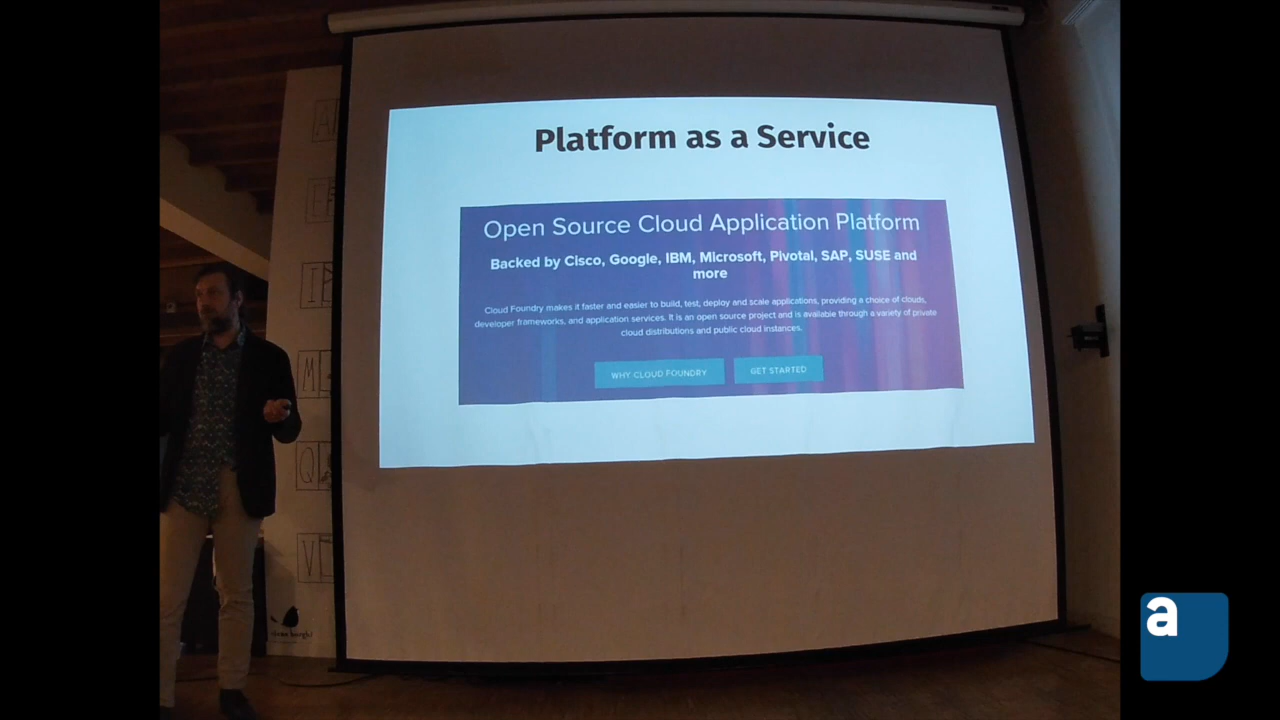 Platform as a Service
Open Source Cloud Application Platform
Backed by Cisco, Google, IBM, Microsoft, Pivotal, SAP, SUSE and
more
Cloud Foundry makes it faster and easier to build, test, deploy and scale applications, providing a choice of clouds,
developer frameworks, and application services. It is an open source project and is available through a variety of private
cloud distributions and public cloud instances.
WHY CLOUD FOUNDRY
GET STARTED
M
Q
V
a